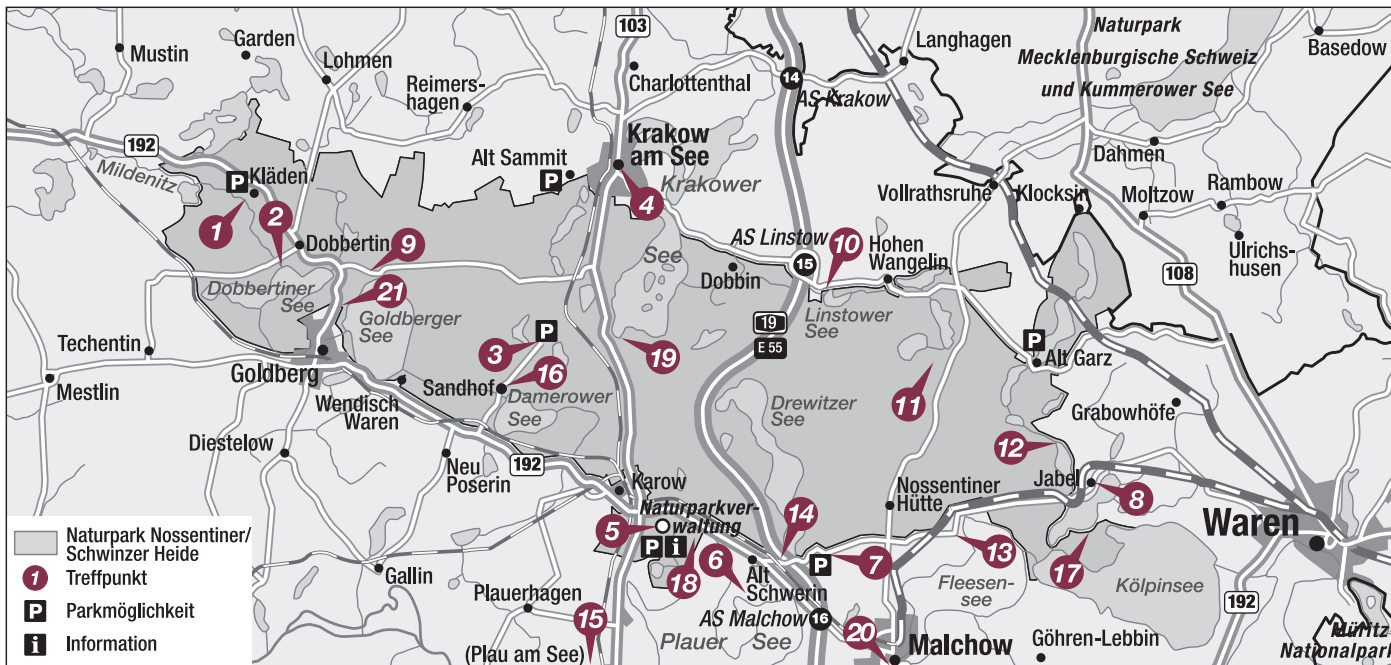 Mustin
Garden
Lohmen
Reimers-
hagen
103
Charlottenthal
14
AS Krakow
Langhagen
Naturpark
Mecklenburgische Schweiz
und Kummerower See
Basedow
192
Mildenitz
P
Kläden
Alt Sammit
P
Krakow
am See
Krakower
See
4
Vollrathsruhe
Klocksin
Dahmen
Moltzow
Rambow
Ulrichs-
husen
108
1
2
Dobbertin
9
Dobbertiner
See
21
Goldberger
See
AS Linstow
15
10
Hohen
Wangelin
Dobbin
Linstower
See
19
E 55
Techentin
Mestlin
Goldberg
Wendisch
Waren
3
P
16
Sandhof
Damerower
See
19
Drewitzer
See
11
P
Alt Garz
Grabowhöfe
12
Jabel
8
Diestelow
Neu
Poserin
192
Karow
Naturparkver-
waltung
5
P
i
18
6
Alt
Schwerin
14
P
7
Nossentiner
Hütte
13
Fleesen-
see
17
Kölpinsee
Waren
192
Müritz-
Nationalpark
Gallin
Plauerhagen
15
(Plau am See)
Plauer See
AS Malchow
16
20
Malchow
Göhren-Lebbin
Naturpark Nossentiner/
Schwinzer Heide
1 Treffpunkt
P Parkmöglichkeit
i Information